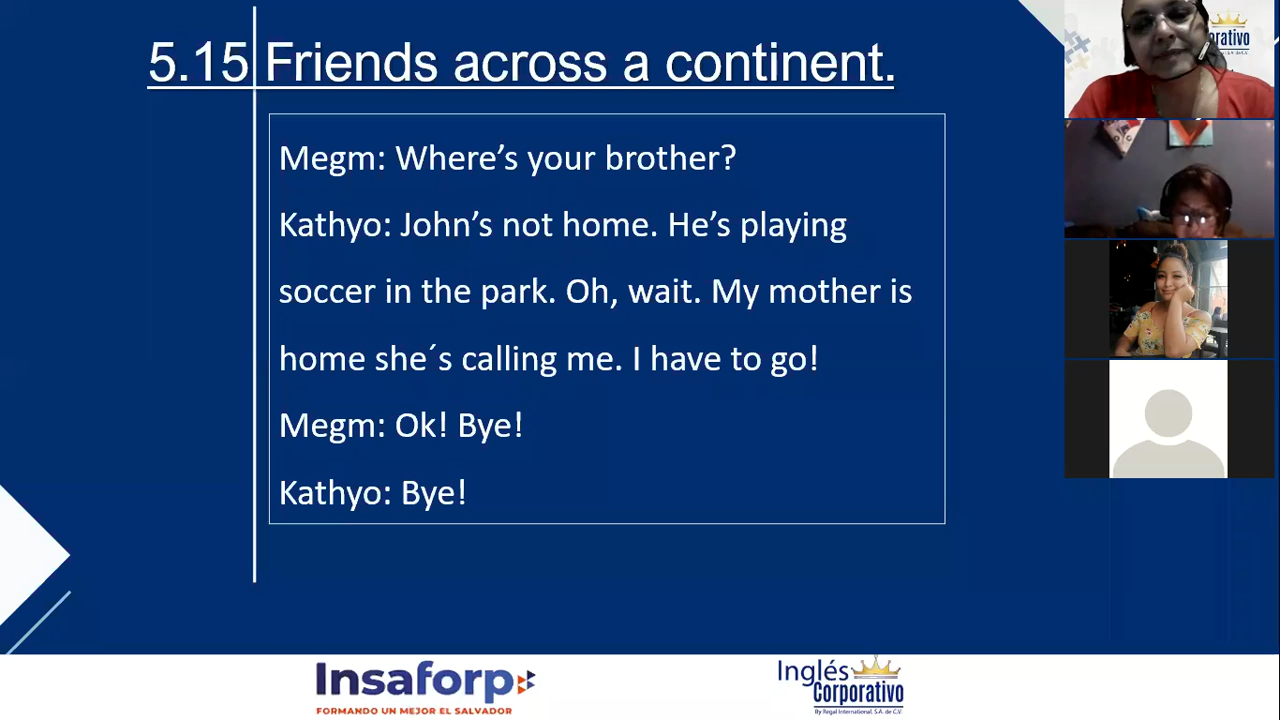 5.15 Friends across a continent.
Megm: Where's your brother?
Kathyo: John's not home. He's playing
soccer in the park. Oh, wait. My mother is
home she´s calling me. I have to go!
Megm: Ok! Bye!
Kathyo: Bye!
Insaforp
FORMANDO UN MEJOR EL SALVADOR
Inglés
Corporativo
By Regal International, S.A. de C.V.